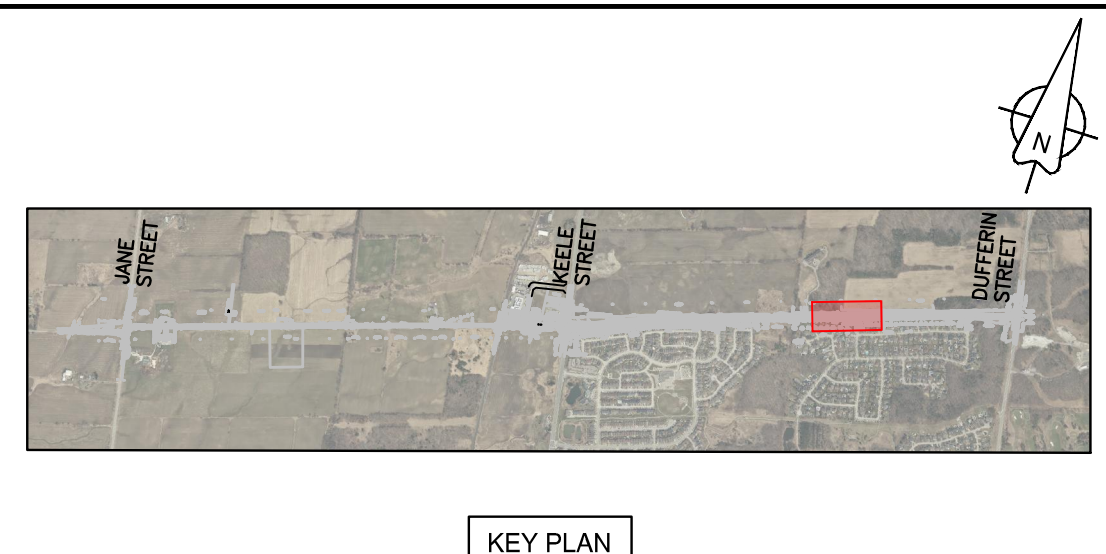 N
JANE
STREET
KEELE
STREET
DUFFERIN
STREET
KEY PLAN